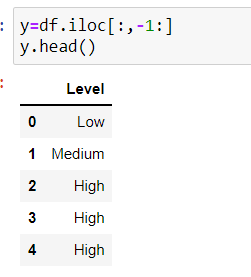 : y=df.iloc[:,-1:]
y.head()
:
Level
0 Low
1 Medium
2 High
3 High
4 High